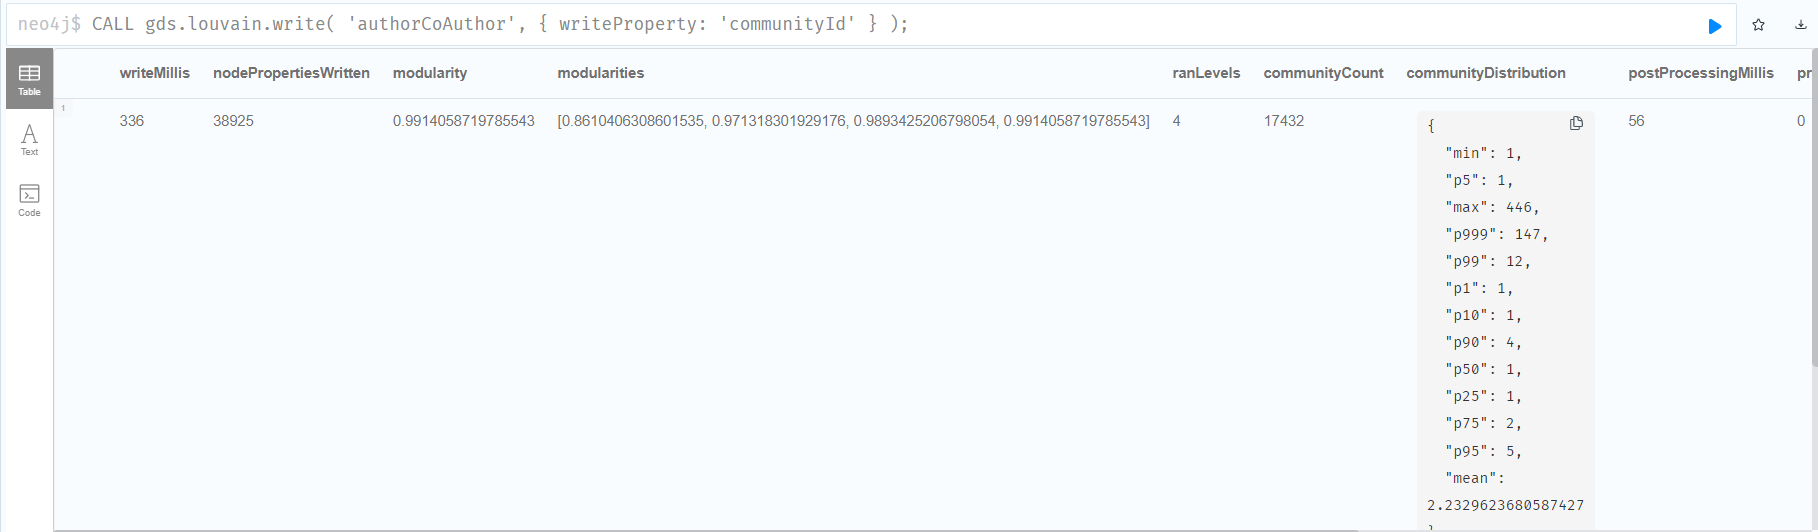 neo4j$ CALL gds.louvain.write( 'authorCoAuthor', { writeProperty: 'communityId' } );
Table
Text
Code
writeMillis nodePropertiesWritten modularity modularities ranLevels communityCount communityDistribution postProcessingMillis pr
1
336 38925 0.9914058719785543 [0.8610406308601535, 0.971318301929176, 0.9893425206798054, 0.9914058719785543] 4 17432 56 0
{
"min": 1,
"p5": 1,
"max": 446,
"p999": 147,
"p99": 12,
"p1": 1,
"p10": 1,
"p90": 4,
"p50": 1,
"p25": 1,
"p75": 2,
"p95": 5,
"mean":
2.2329623680587427
}